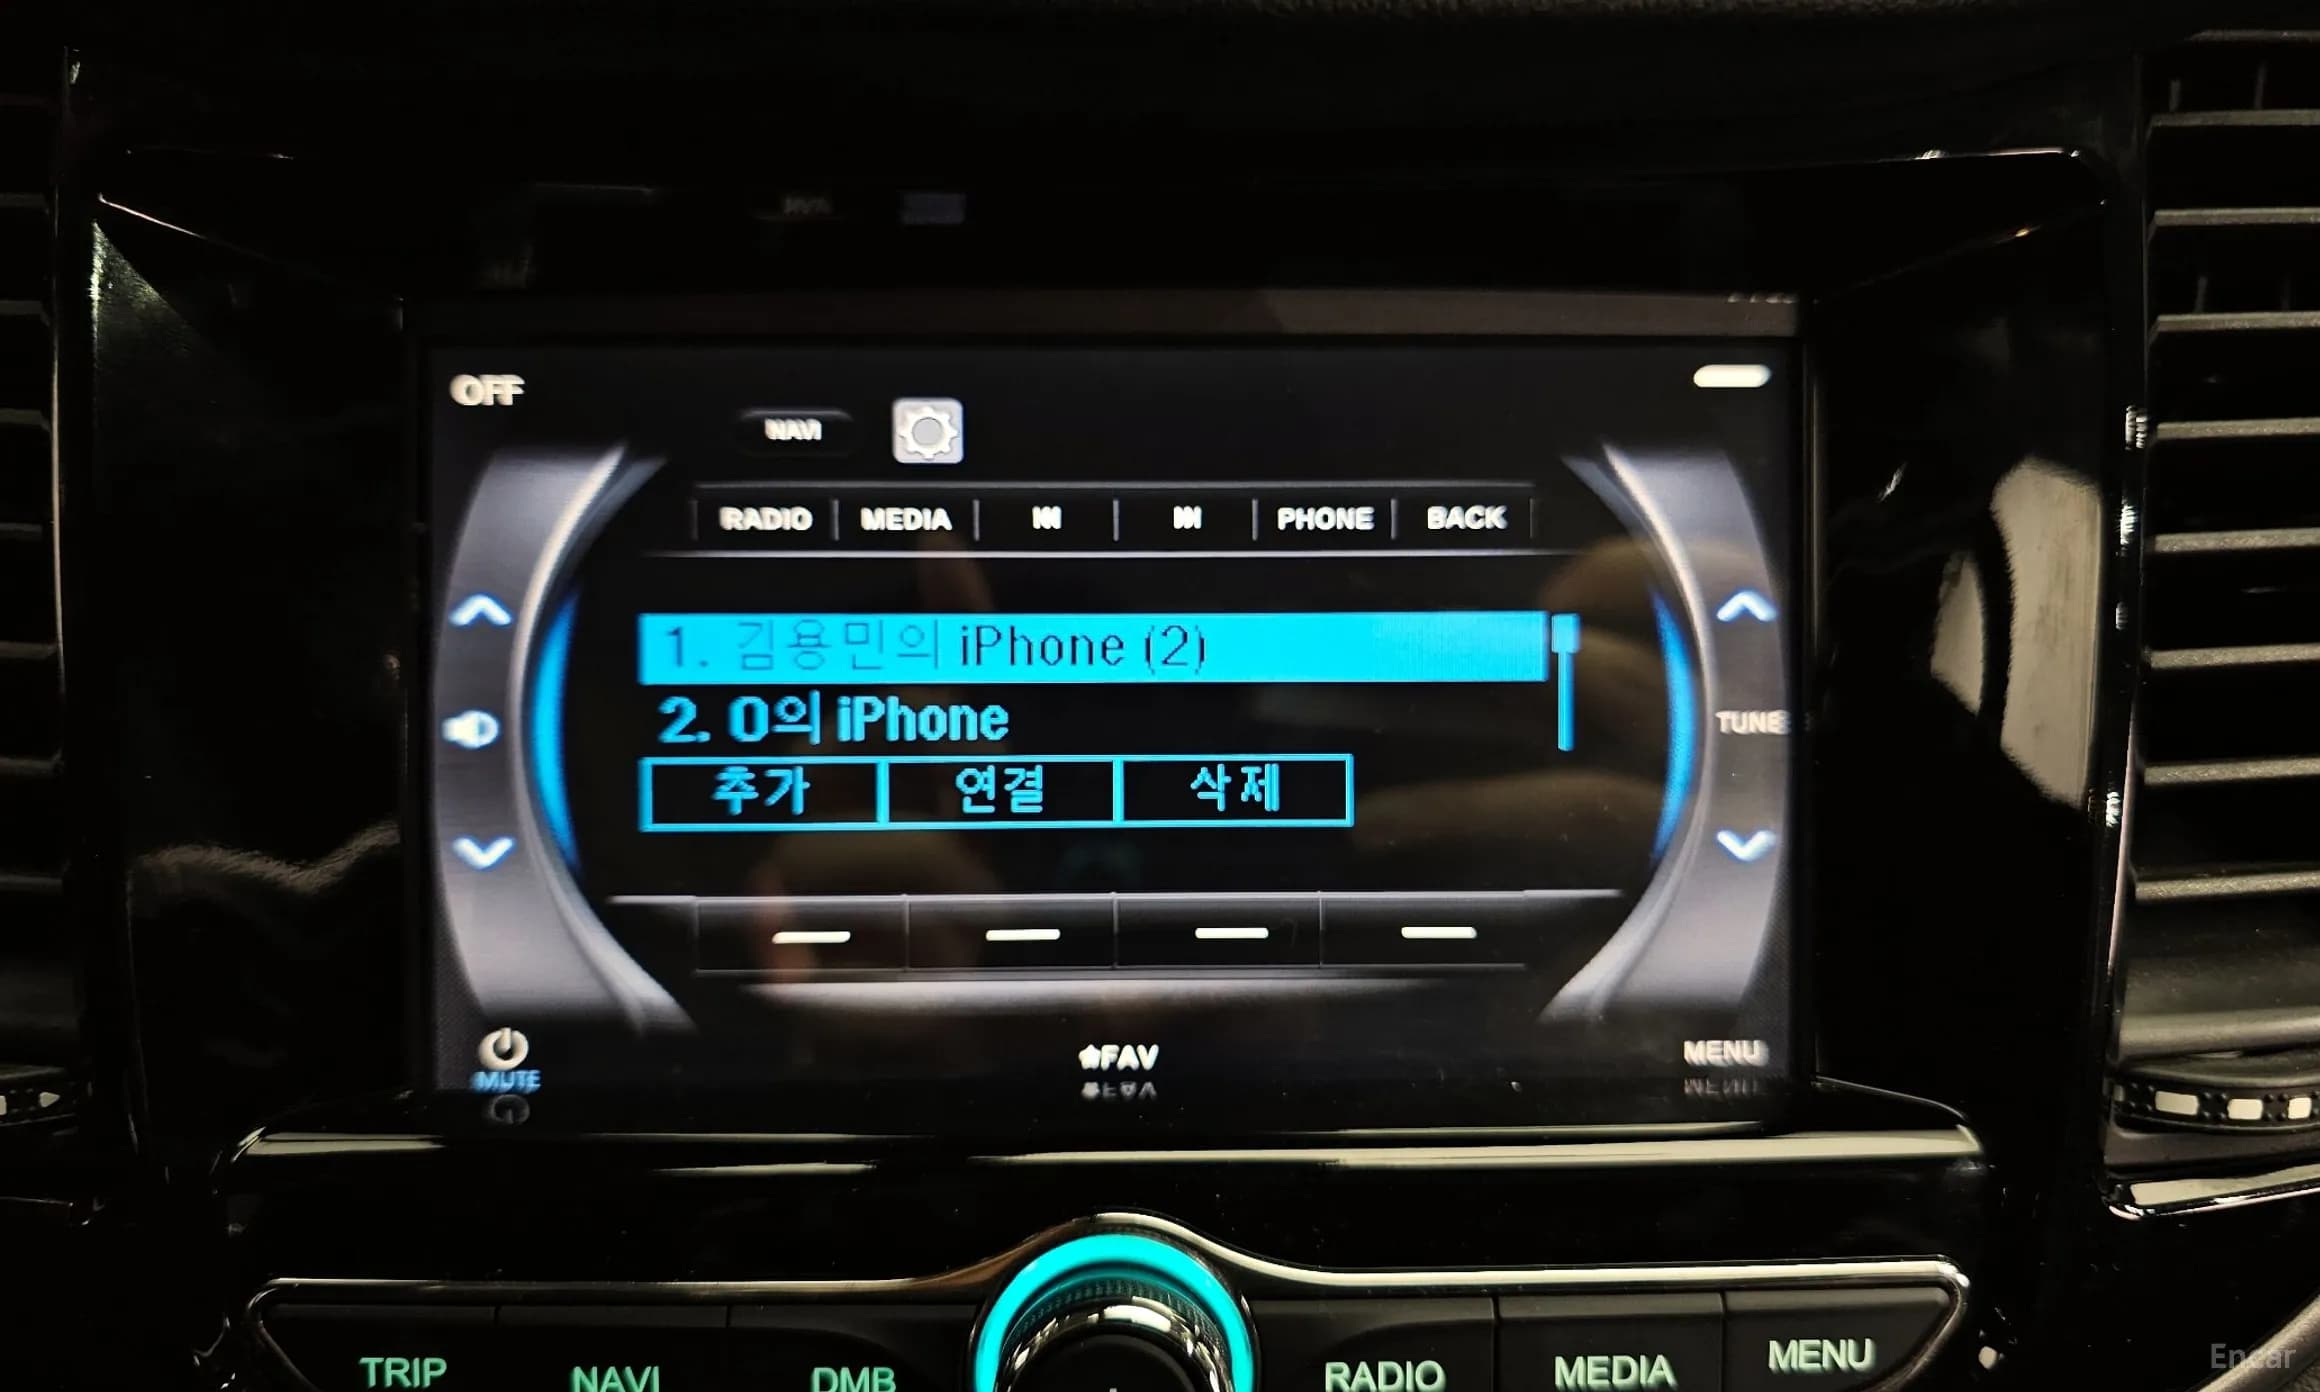 OFF
NAVI
RADIO MEDIA PHONE BACK
1. 김용민의 iPhone (2)
2. 0의 iPhone
TUNE
추가 연결 삭제
MUTE
FAV
MENU
TRIP NAVI DMB RADIO MEDIA MENU
Encar